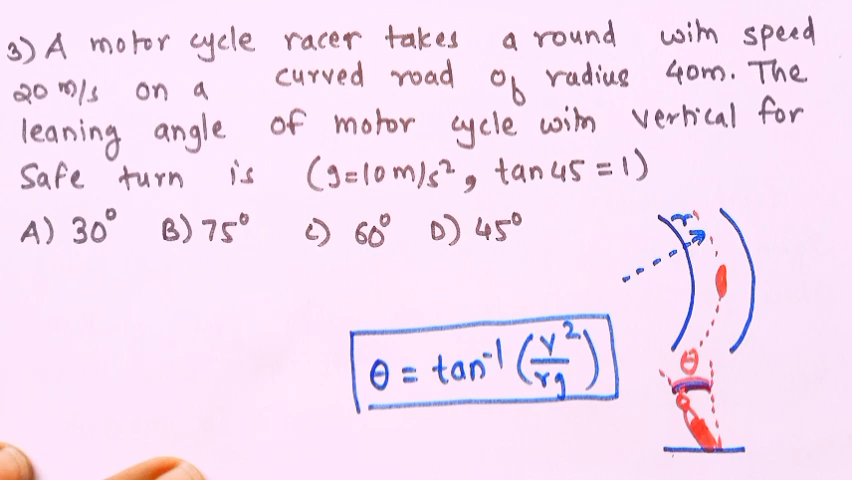 3) A motor cycle racer takes a round with speed
20 m/s on a curved road of radius 40m. The
leaning angle of motor cycle with vertical for
Safe turn is (g=10m/s², tan45=1)
A) 30° B) 75° C) 60° D) 45°
r
θ = tan⁻¹ (v²/rg)
θ